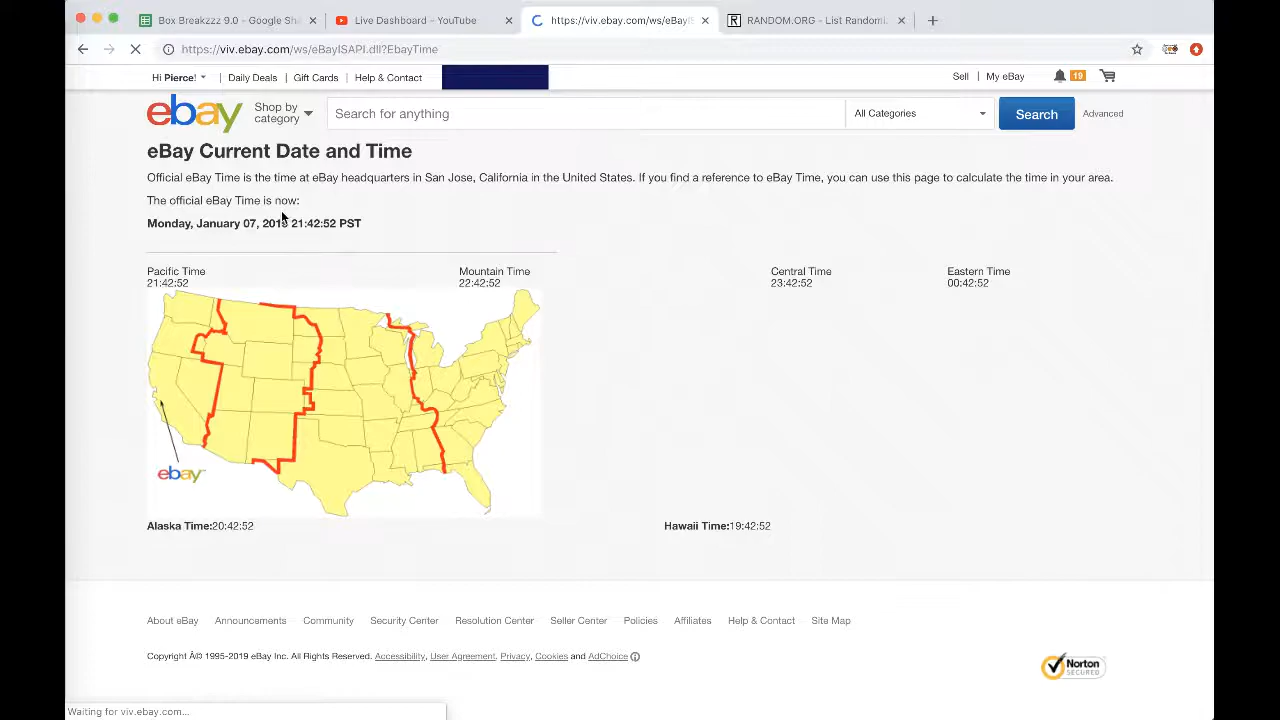 Box Breakzzz 9.0 - Google Sh
Live Dashboard - YouTube
https://viv.ebay.com/ws/eBayIS
RANDOM.ORG - List Randomi
https://viv.ebay.com/ws/eBayISAPI.dll?EbayTime
Hi Pierce! Daily Deals Gift Cards Help & Contact Sell My eBay 19
ebay Shop by category Search for anything All Categories Search Advanced
eBay Current Date and Time
Official eBay Time is the time at eBay headquarters in San Jose, California in the United States. If you find a reference to eBay Time, you can use this page to calculate the time in your area.
The official eBay Time is now:
Monday, January 07, 2019 21:42:52 PST
Pacific Time Mountain Time Central Time Eastern Time
21:42:52 22:42:52 23:42:52 00:42:52
ebay
Alaska Time:20:42:52 Hawaii Time:19:42:52
About eBay Announcements Community Security Center Resolution Center Seller Center Policies Affiliates Help & Contact Site Map
Copyright Â© 1995-2019 eBay Inc. All Rights Reserved. Accessibility, User Agreement, Privacy, Cookies and AdChoice
Norton
SECURED
Waiting for viv.ebay.com...